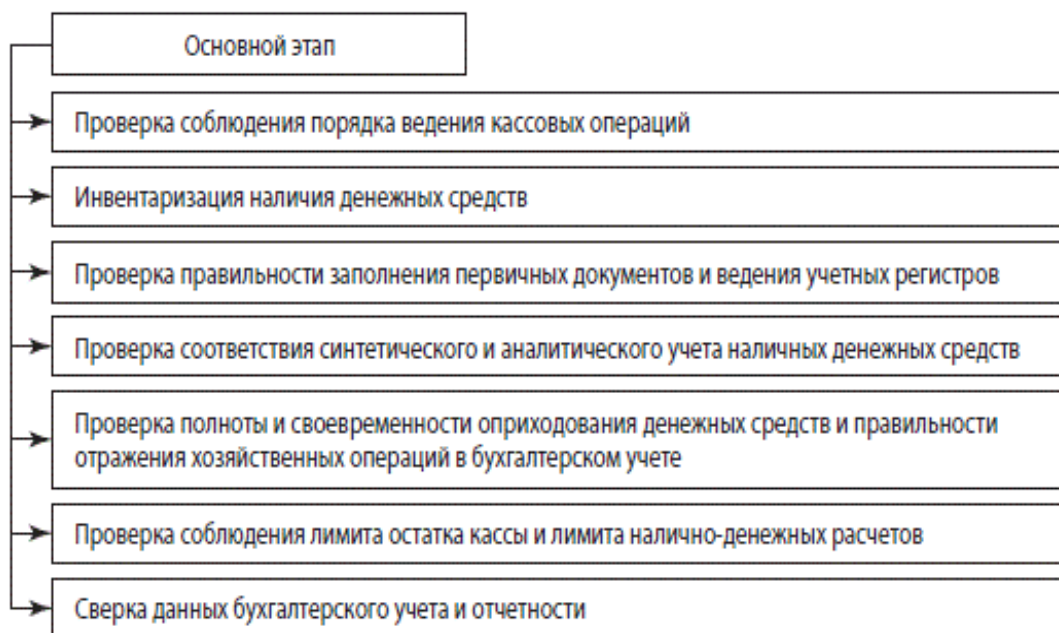 Основной этап
Проверка соблюдения порядка ведения кассовых операций
Инвентаризация наличия денежных средств
Проверка правильности заполнения первичных документов и ведения учетных регистров
Проверка соответствия синтетического и аналитического учета наличных денежных средств
Проверка полноты и своевременности оприходования денежных средств и правильности
отражения хозяйственных операций в бухгалтерском учете
Проверка соблюдения лимита остатка кассы и лимита налично-денежных расчетов
Сверка данных бухгалтерского учета и отчетности